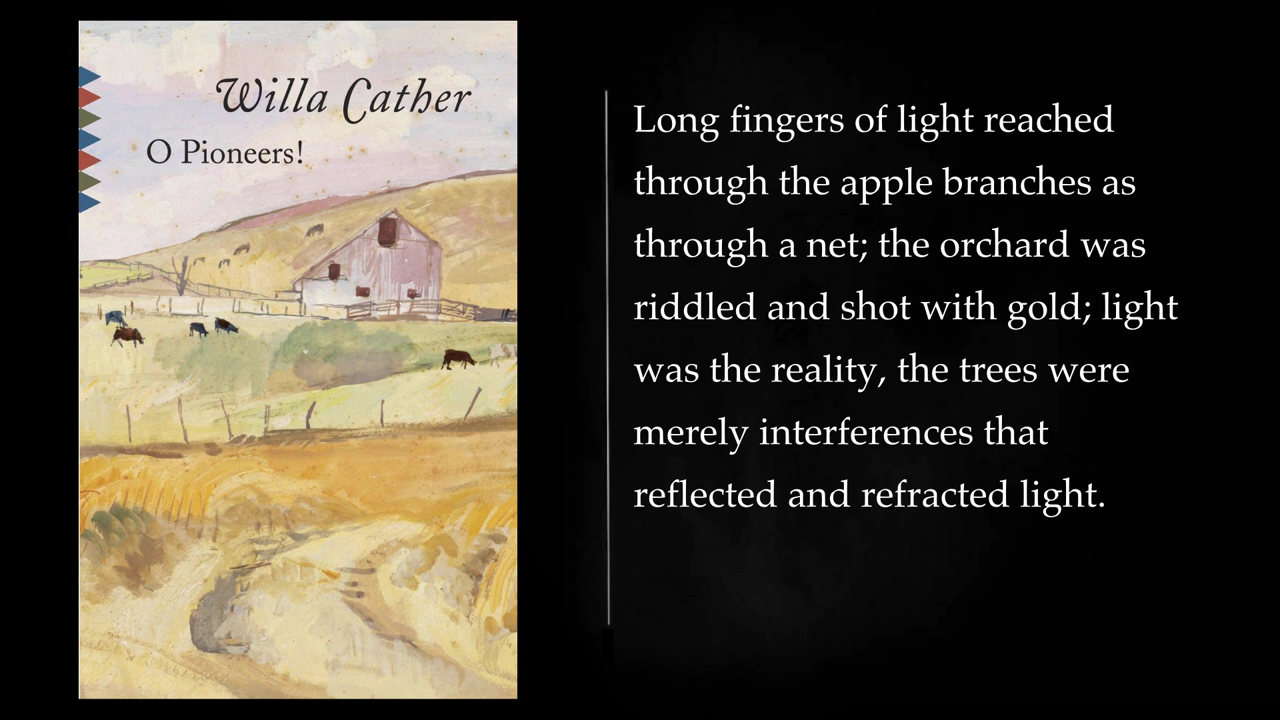 Willa Cather
O Pioneers!
Long fingers of light reached
through the apple branches as
through a net; the orchard was
riddled and shot with gold; light
was the reality, the trees were
merely interferences that
reflected and refracted light.